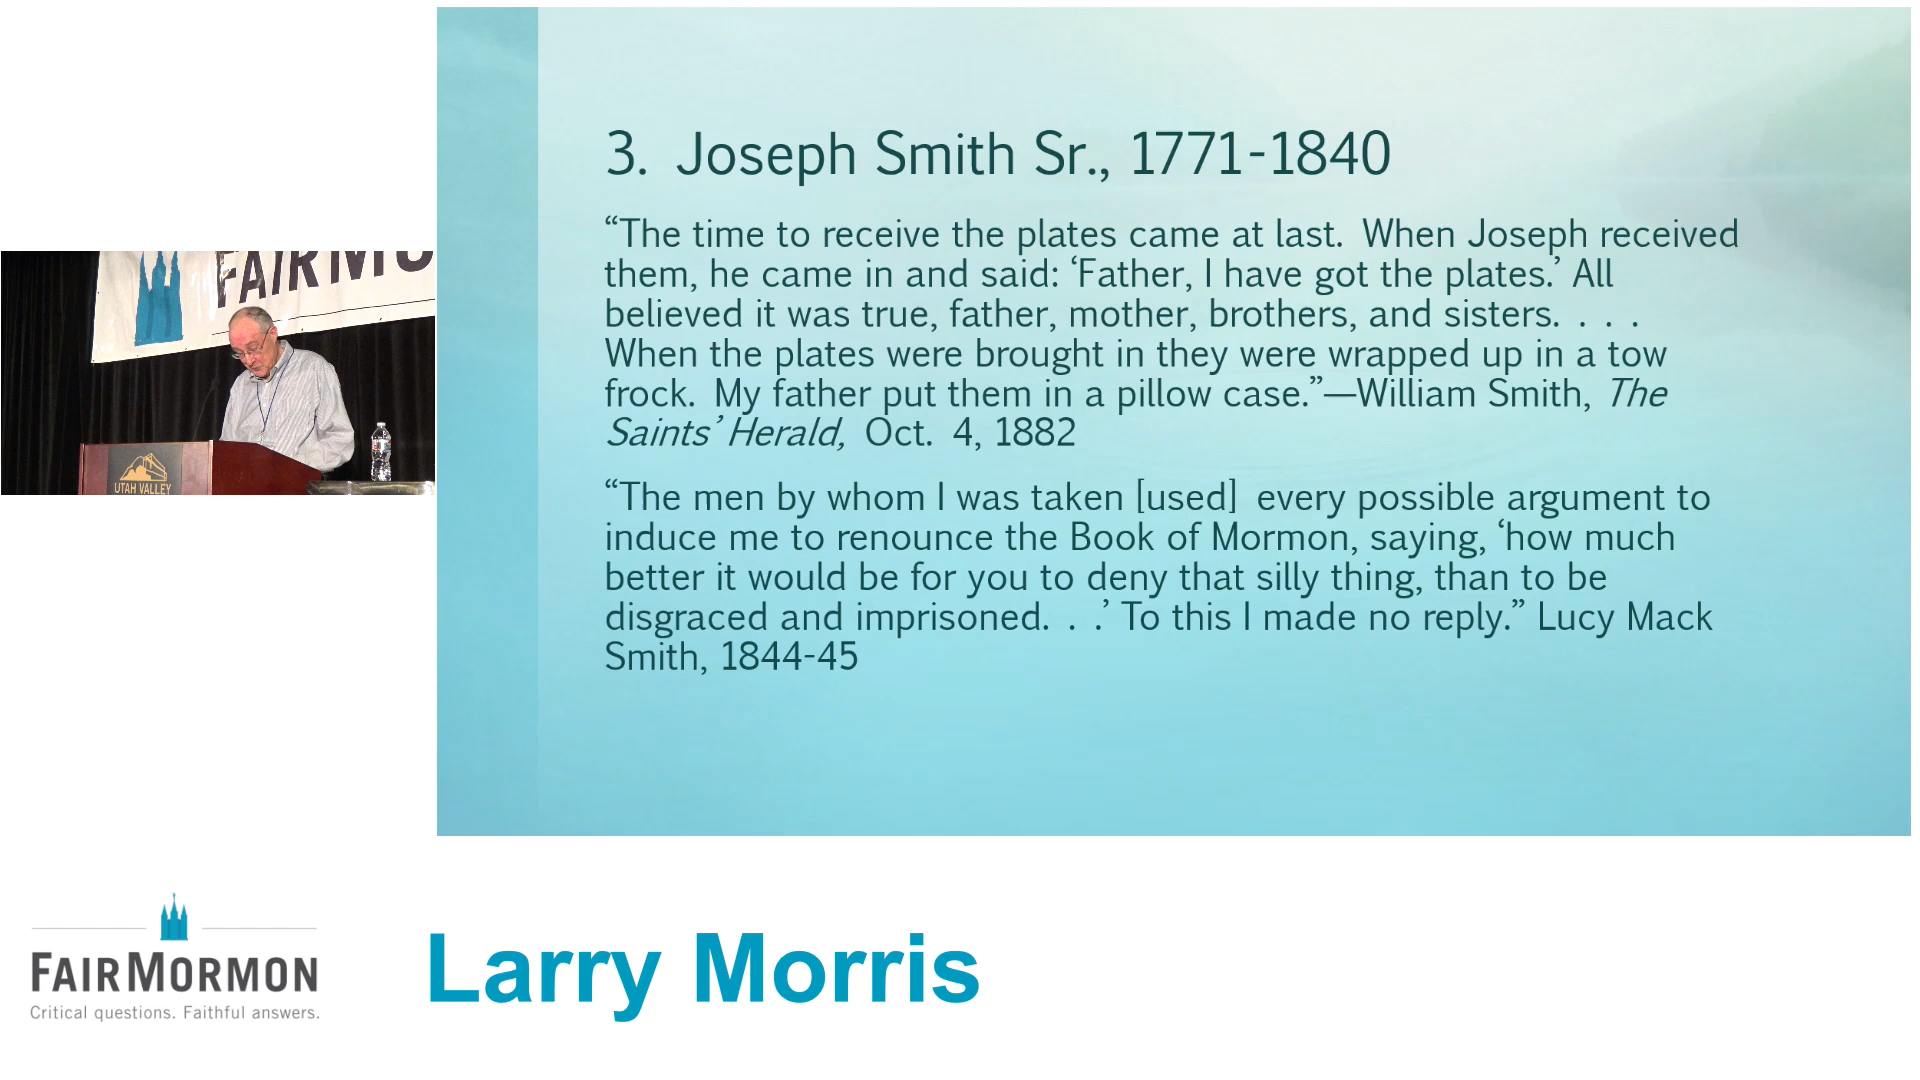 3. Joseph Smith Sr., 1771-1840
“The time to receive the plates came at last. When Joseph received
them, he came in and said: ‘Father, I have got the plates.’ All
believed it was true, father, mother, brothers, and sisters. . . .
When the plates were brought in they were wrapped up in a tow
frock. My father put them in a pillow case.”—William Smith, The
Saints’ Herald, Oct. 4, 1882
“The men by whom I was taken [used] every possible argument to
induce me to renounce the Book of Mormon, saying, ‘how much
better it would be for you to deny that silly thing, than to be
disgraced and imprisoned. . .’ To this I made no reply.” Lucy Mack
Smith, 1844-45
FAIRMO
UTAH VALLEY
FAIRMORMON
Critical questions. Faithful answers.
Larry Morris